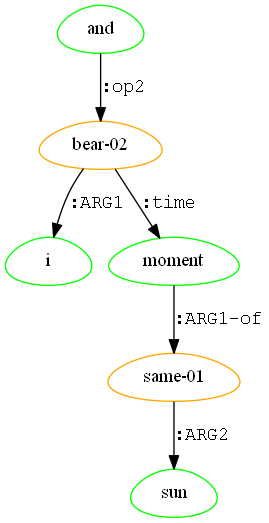 and
:op2
bear-02
:ARG1 :time
i moment
:ARG1-of
same-01
:ARG2
sun